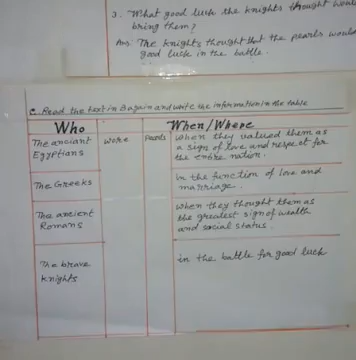 3. What good luck the knights thought would
bring them?
Ans: The knights thought that the pearls would
good luck in the battle.
C. Read the text in B again and write the information in the table
Who When/Where
The anciant
Egyptians
wore
pearls
when they valued them as
a sign of love and respect for
the entire nation.
The Greeks
in the function of love and
marriage.
The ancient
Romans
when they thought them as
the greatest sign of wealth
and social status.
The brave
knights
in the battle for good luck